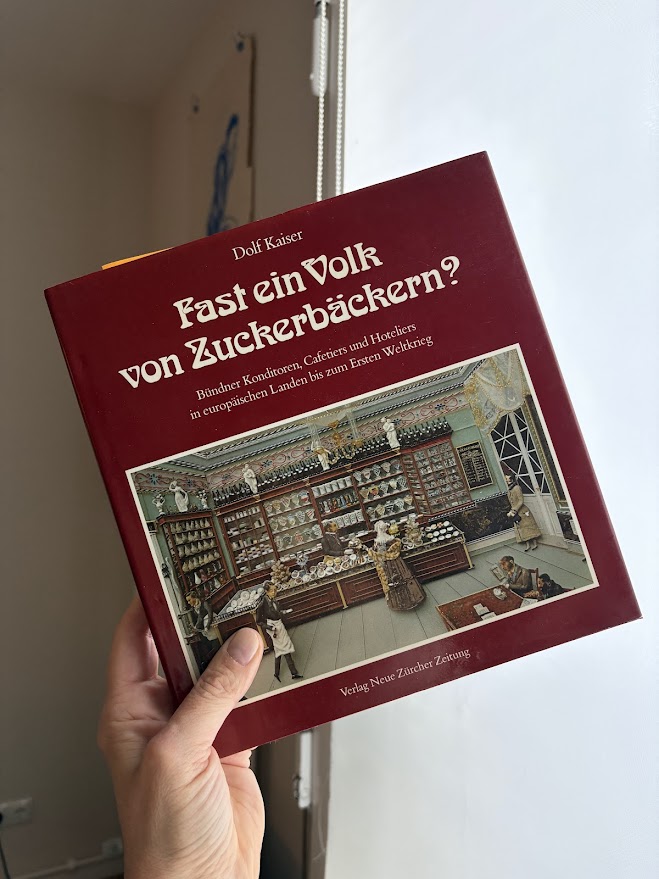 Dolf Kaiser
Fast ein Volk
von Zuckerbäckern?
Bündner Konditoren, Cafetiers und Hoteliers
in europäischen Landen bis zum Ersten Weltkrieg
Verlag Neue Zürcher Zeitung